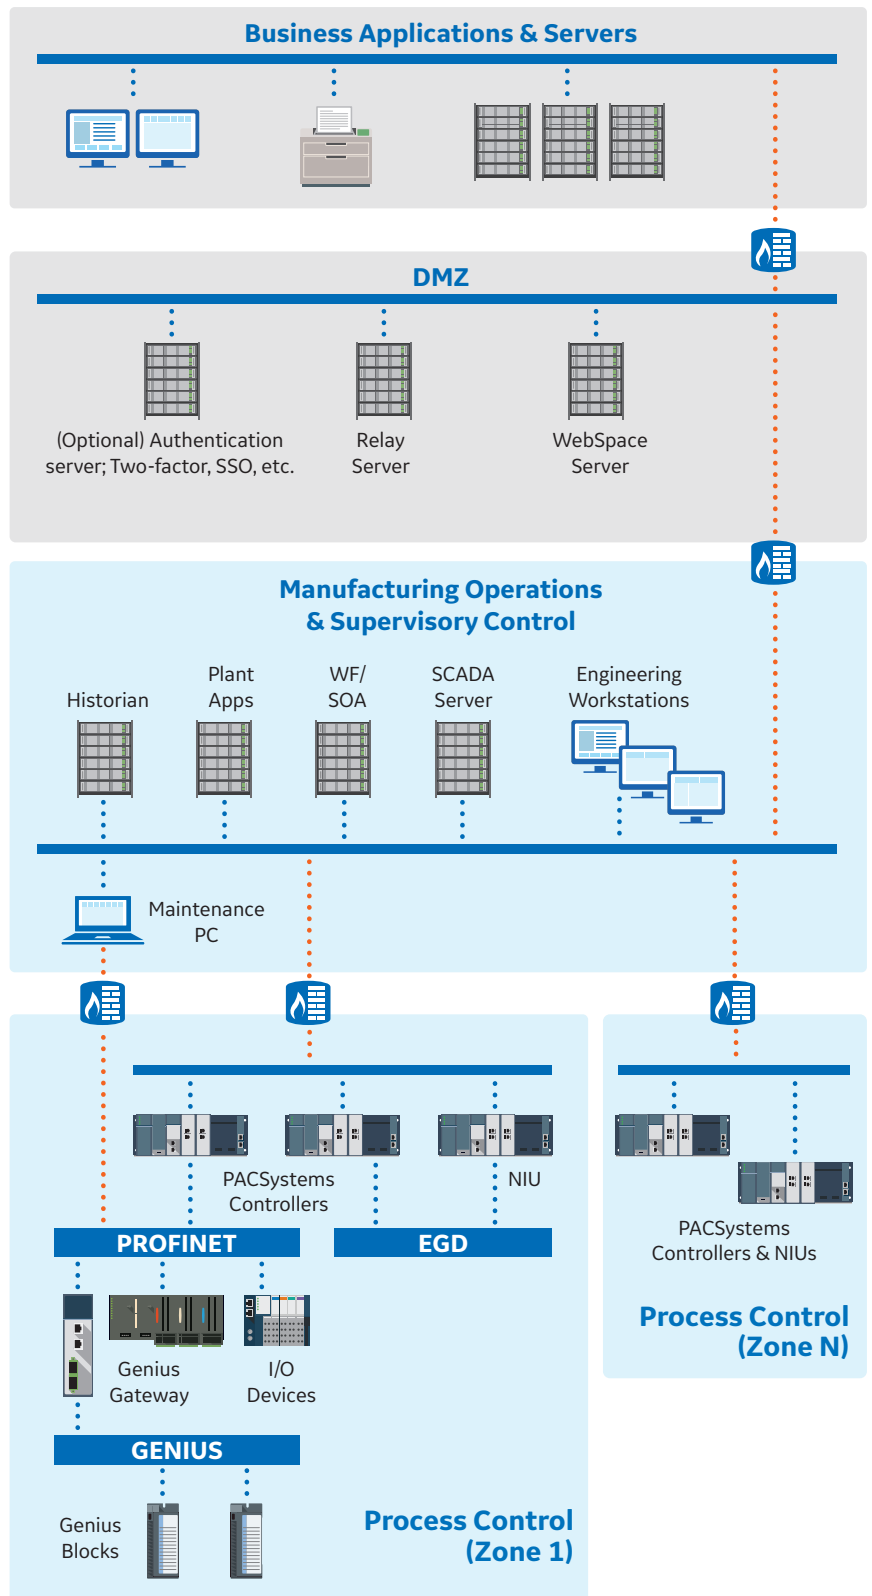 Business Applications & Servers
DMZ
(Optional) Authentication
server; Two-factor, SSO, etc.
Relay
Server
WebSpace
Server
Manufacturing Operations
& Supervisory Control
Historian
Plant
Apps
WF/
SOA
SCADA
Server
Engineering
Workstations
Maintenance
PC
PACSystems
Controllers
NIU
PROFINET
EGD
Genius
Gateway
I/O
Devices
GENIUS
Genius
Blocks
Process Control
(Zone 1)
PACSystems
Controllers & NIUs
Process Control
(Zone N)